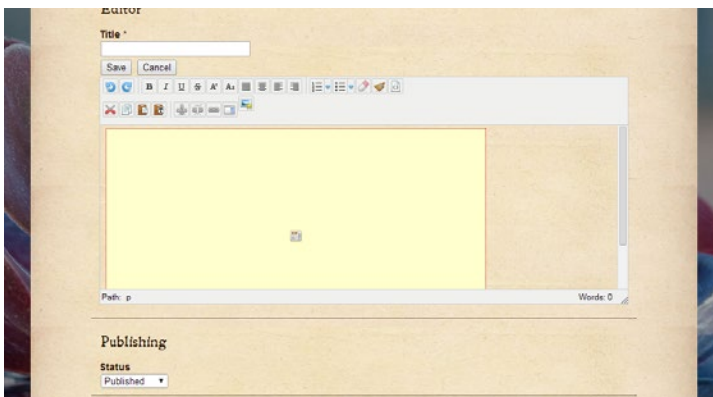 Editor
Title *
Save Cancel
B I U
Path: p Words: 0
Publishing
Status
Published